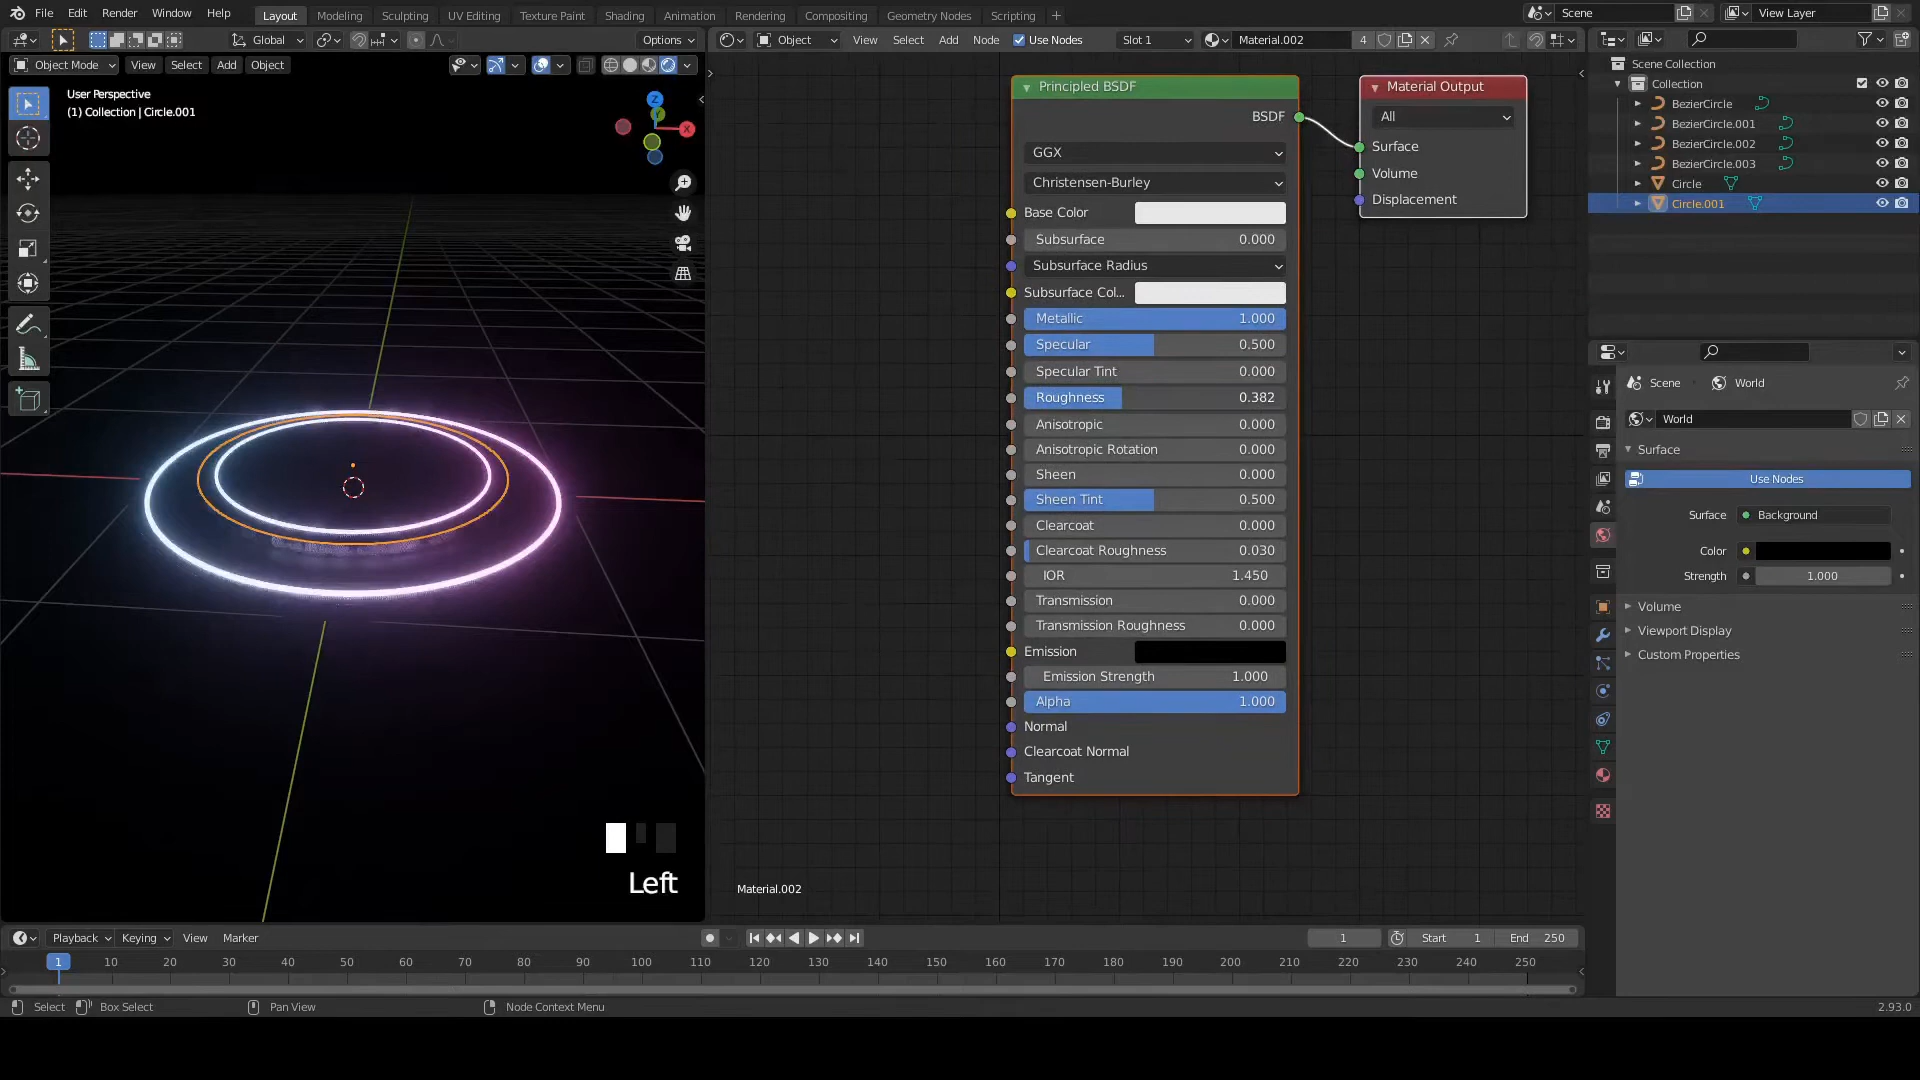 File Edit Render Window Help Layout Modeling Sculpting UV Editing Texture Paint Shading Animation Rendering Compositing Geometry Nodes Scripting + Scene View Layer
Global Options Object View Select Add Node Use Nodes Slot 1 Material.002 4
Object Mode View Select Add Object
User Perspective
(1) Collection | Circle.001
Z
X
Y
Left
Principled BSDF
BSDF
GGX
Christensen-Burley
Base Color
Subsurface 0.000
Subsurface Radius
Subsurface Col...
Metallic 1.000
Specular 0.500
Specular Tint 0.000
Roughness 0.382
Anisotropic 0.000
Anisotropic Rotation 0.000
Sheen 0.000
Sheen Tint 0.500
Clearcoat 0.000
Clearcoat Roughness 0.030
IOR 1.450
Transmission 0.000
Transmission Roughness 0.000
Emission
Emission Strength 1.000
Alpha 1.000
Normal
Clearcoat Normal
Tangent
Material Output
All
Surface
Volume
Displacement
Material.002
Scene Collection
Collection
BezierCircle
BezierCircle.001
BezierCircle.002
BezierCircle.003
Circle
Circle.001
Scene World
World
Surface
Use Nodes
Surface Background
Color
Strength 1.000
Volume
Viewport Display
Custom Properties
Playback Keying View Marker 1 Start 1 End 250
1 10 20 30 40 50 60 70 80 90 100 110 120 130 140 150 160 170 180 190 200 210 220 230 240 250
Select Box Select Pan View Node Context Menu 2.93.0